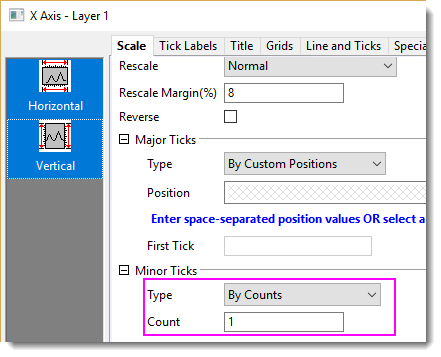 X Axis - Layer 1
Scale Tick Labels Title Grids Line and Ticks Specia
Horizontal
Vertical
Rescale Normal
Rescale Margin(%) 8
Reverse
Major Ticks
Type By Custom Positions
Position
Enter space-separated position values OR select a
First Tick
Minor Ticks
Type By Counts
Count 1